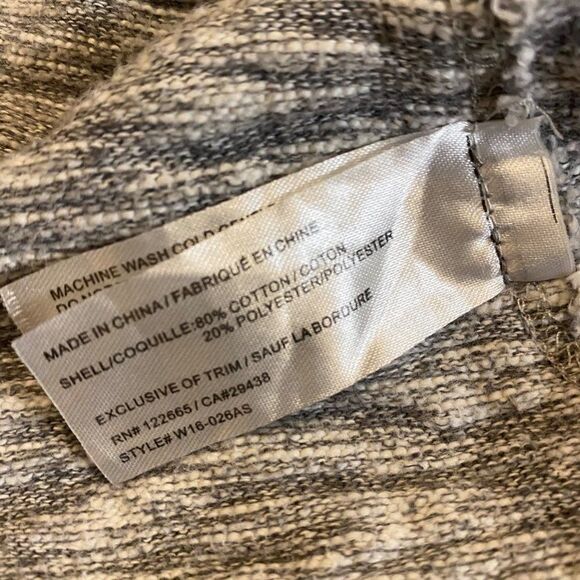 MACHINE WASH COLD
MADE IN CHINA / FABRIQUÉ EN CHINE
SHELL/COQUILLE:80% COTTON / COTON
20% POLYESTER/POLYESTER
EXCLUSIVE OF TRIM / SAUF LA BORDURE
RN# 122665 / CA#29438
STYLE# W16-026AS